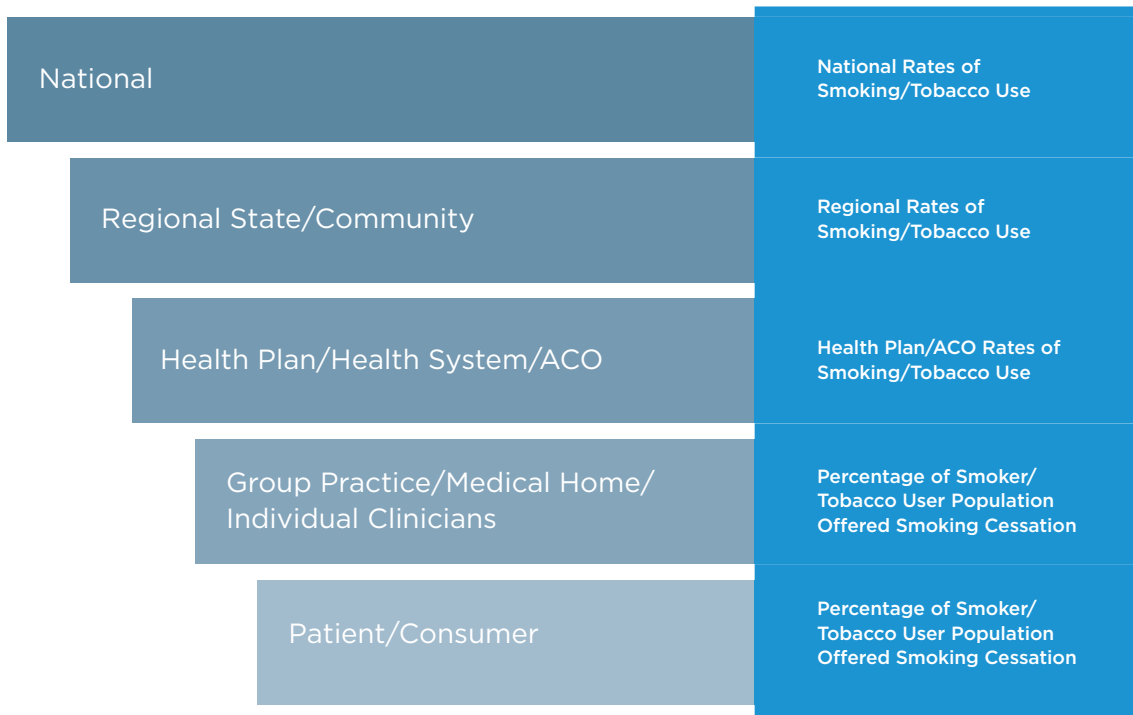 National
National Rates of
Smoking/Tobacco Use
Regional State/Community
Regional Rates of
Smoking/Tobacco Use
Health Plan/Health System/ACO
Health Plan/ACO Rates of
Smoking/Tobacco Use
Group Practice/Medical Home/
Individual Clinicians
Percentage of Smoker/
Tobacco User Population
Offered Smoking Cessation
Patient/Consumer
Percentage of Smoker/
Tobacco User Population
Offered Smoking Cessation